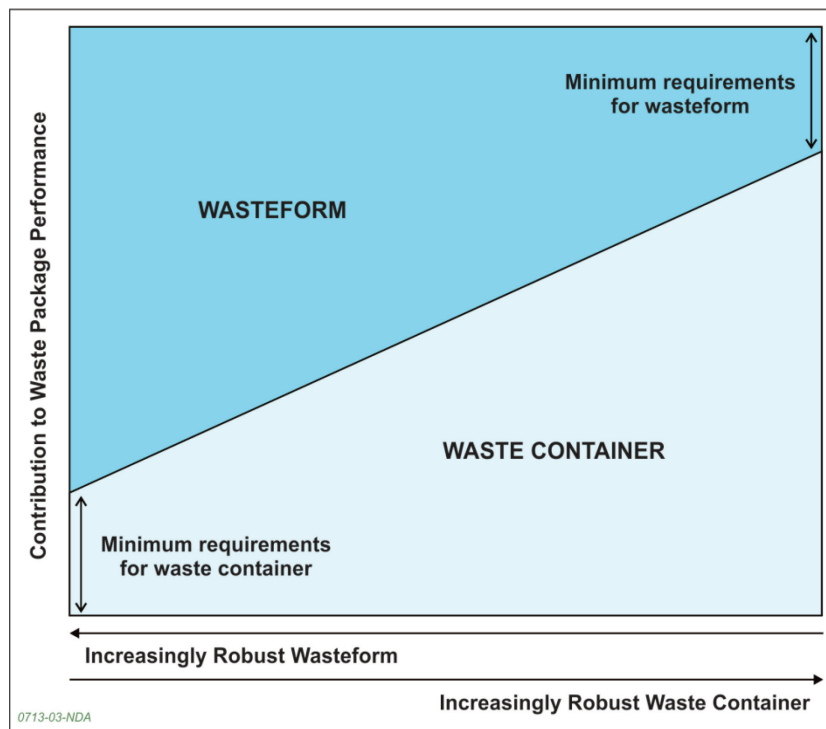 Contribution to Waste Package Performance
Minimum requirements
for wasteform
WASTEFORM
WASTE CONTAINER
Minimum requirements
for waste container
Increasingly Robust Wasteform
Increasingly Robust Waste Container
0713-03-NDA